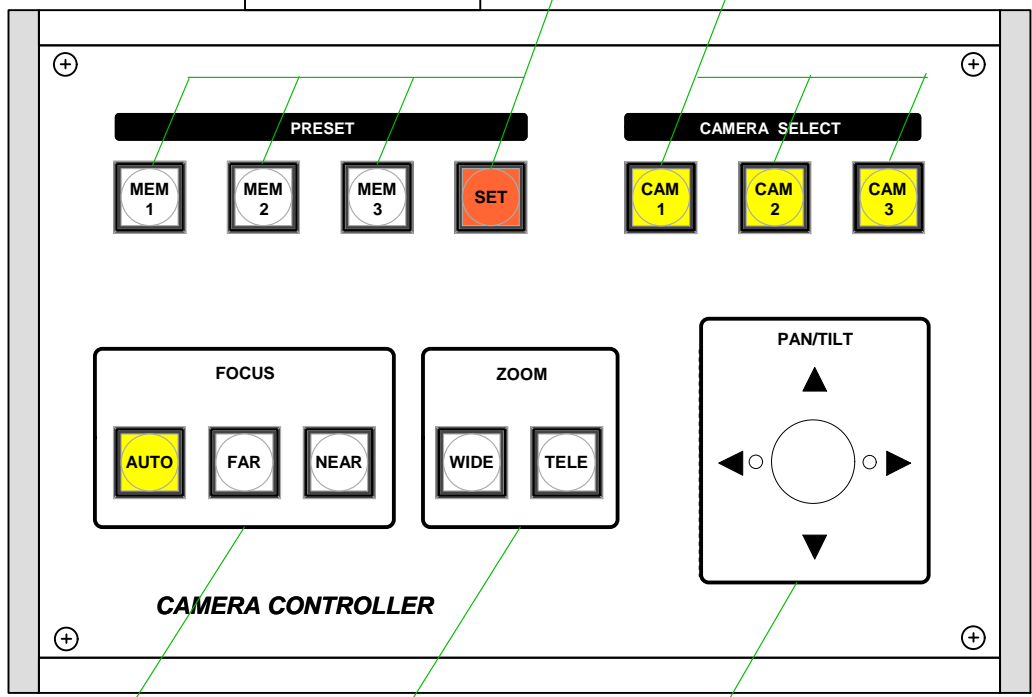 PRESET
CAMERA SELECT
MEM
1
MEM
2
MEM
3
SET
CAM
1
CAM
2
CAM
3
FOCUS
AUTO
FAR
NEAR
ZOOM
WIDE
TELE
PAN/TILT
CAMERA CONTROLLER